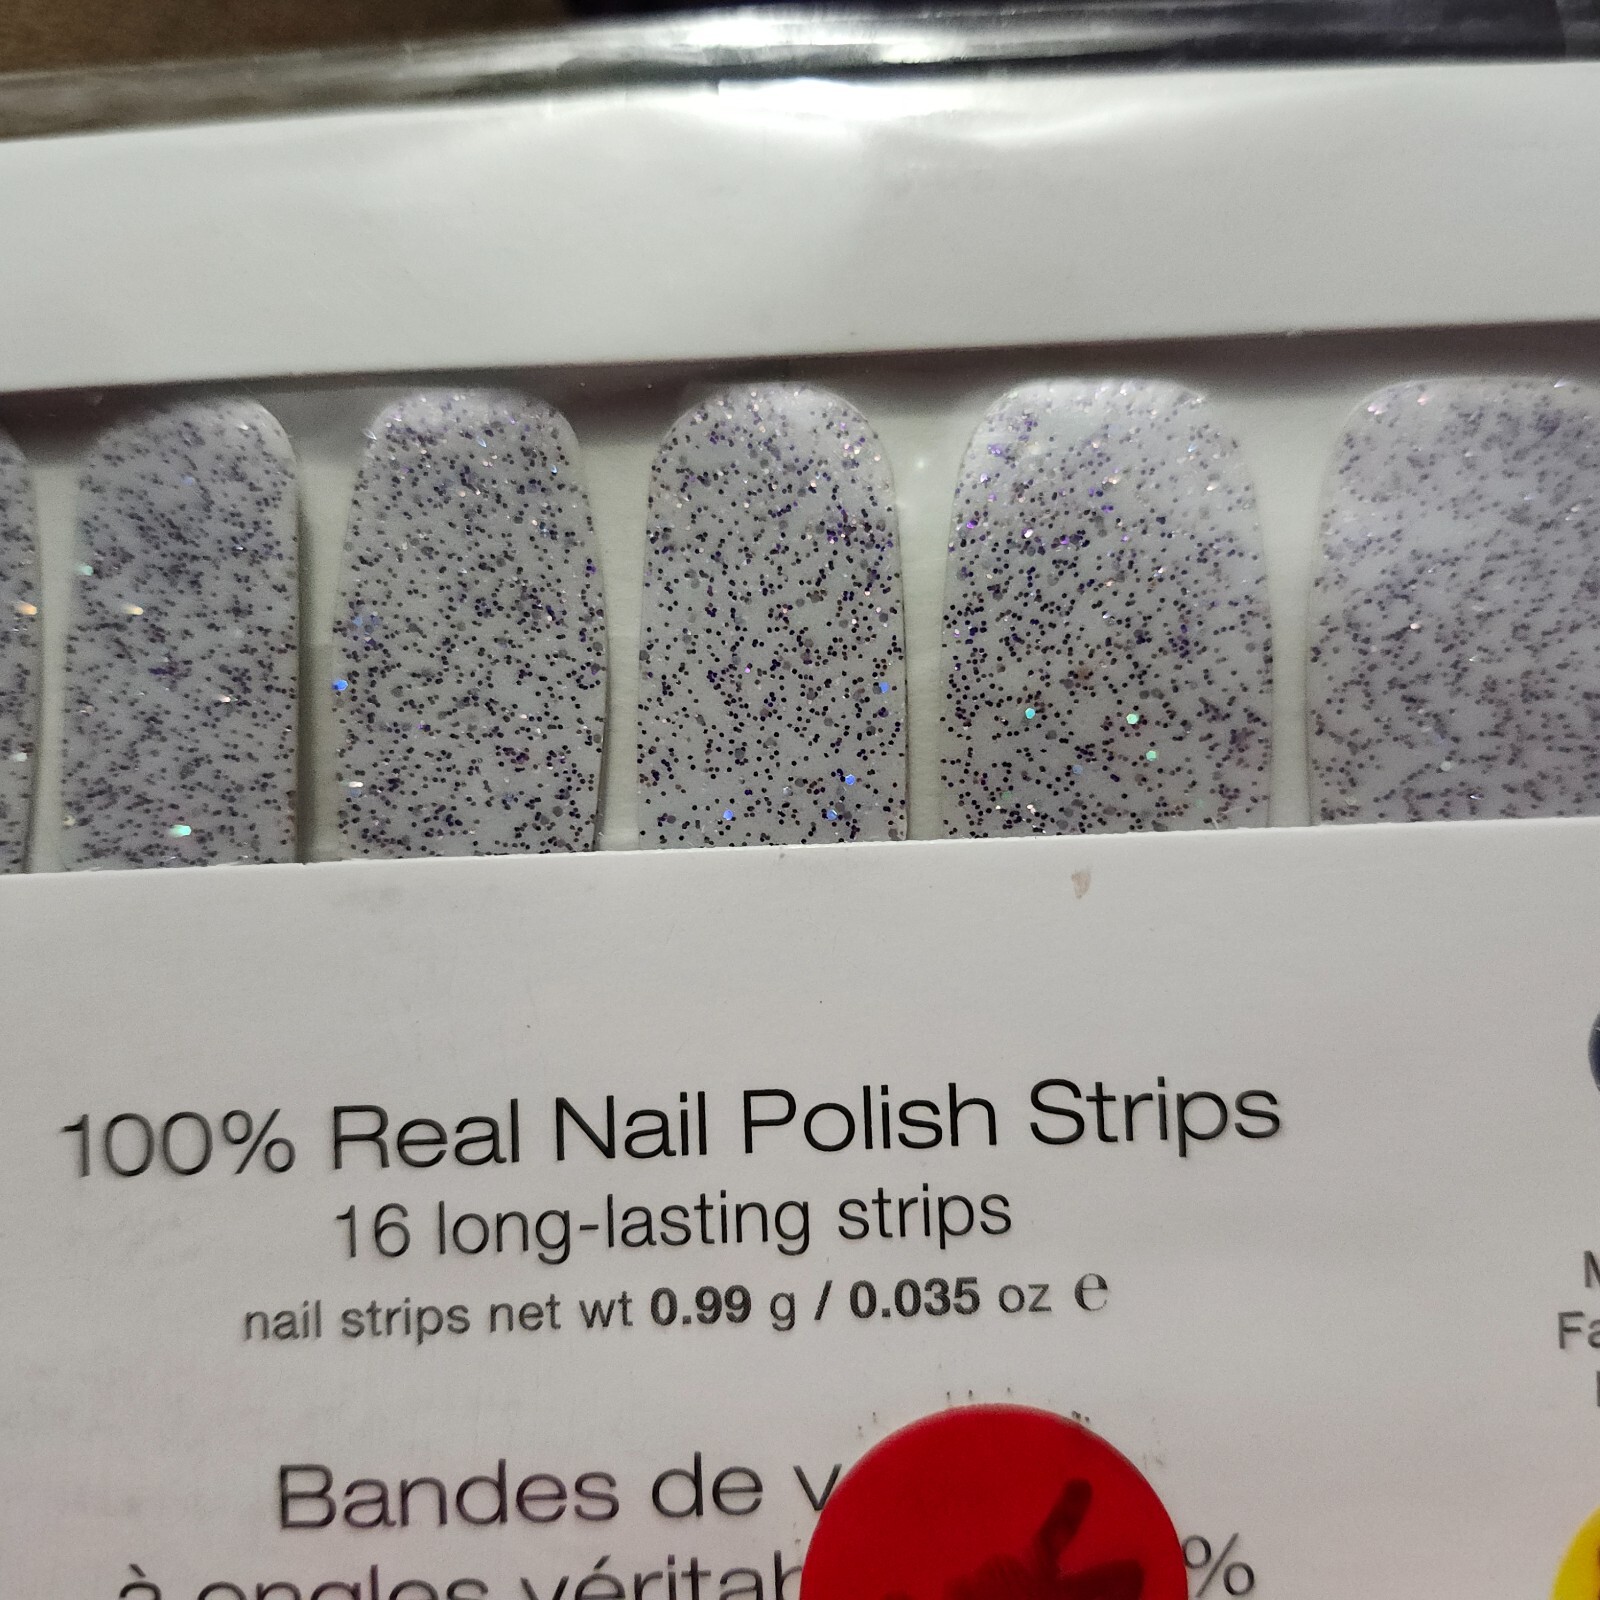 100% Real Nail Polish Strips
16 long-lasting strips
nail strips net wt 0.99 g / 0.035 oz ℮
Bandes de
à ongles
%